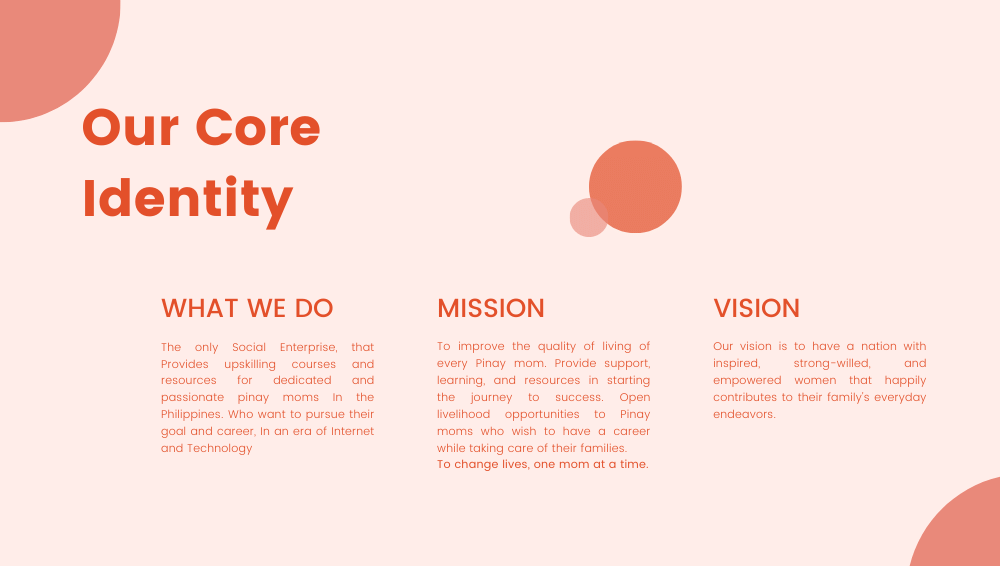 Our Core
Identity
WHAT WE DO
The only Social Enterprise, that
Provides upskilling courses and
resources for dedicated and
passionate pinay moms In the
Philippines. Who want to pursue their
goal and career, In an era of Internet
and Technology
MISSION
To improve the quality of living of
every Pinay mom. Provide support,
learning, and resources in starting
the journey to success. Open
livelihood opportunities to Pinay
moms who wish to have a career
while taking care of their families.
To change lives, one mom at a time.
VISION
Our vision is to have a nation with
inspired, strong-willed, and
empowered women that happily
contributes to their family's everyday
endeavors.